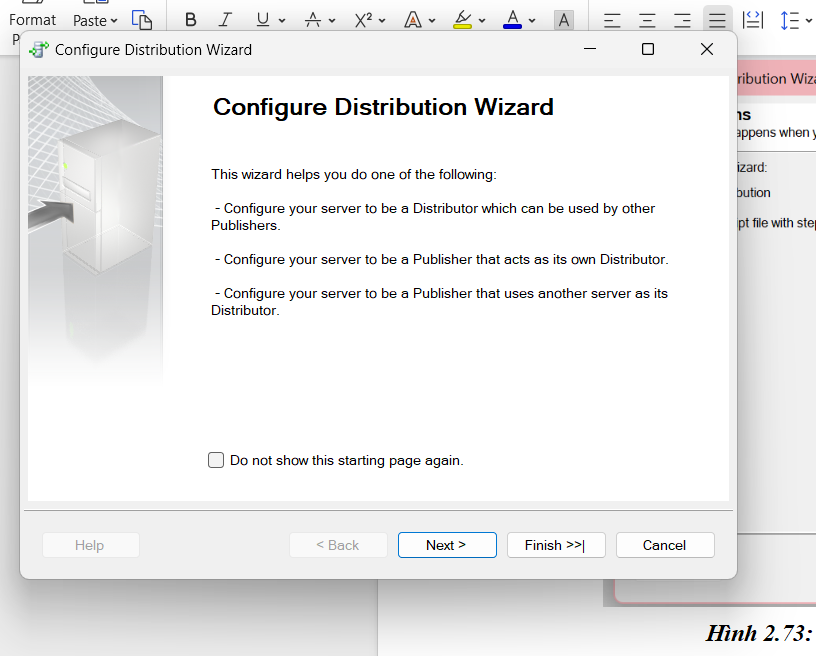 Format
Paste
B I U A X² A A A
Configure Distribution Wizard
Configure Distribution Wizard
This wizard helps you do one of the following:
- Configure your server to be a Distributor which can be used by other
Publishers.
- Configure your server to be a Publisher that acts as its own Distributor.
- Configure your server to be a Publisher that uses another server as its
Distributor.
Do not show this starting page again.
Help
< Back
Next >
Finish >>|
Cancel
ribution Wiza
ns
appens when y
izard:
bution
pt file with step
Hình 2.73: